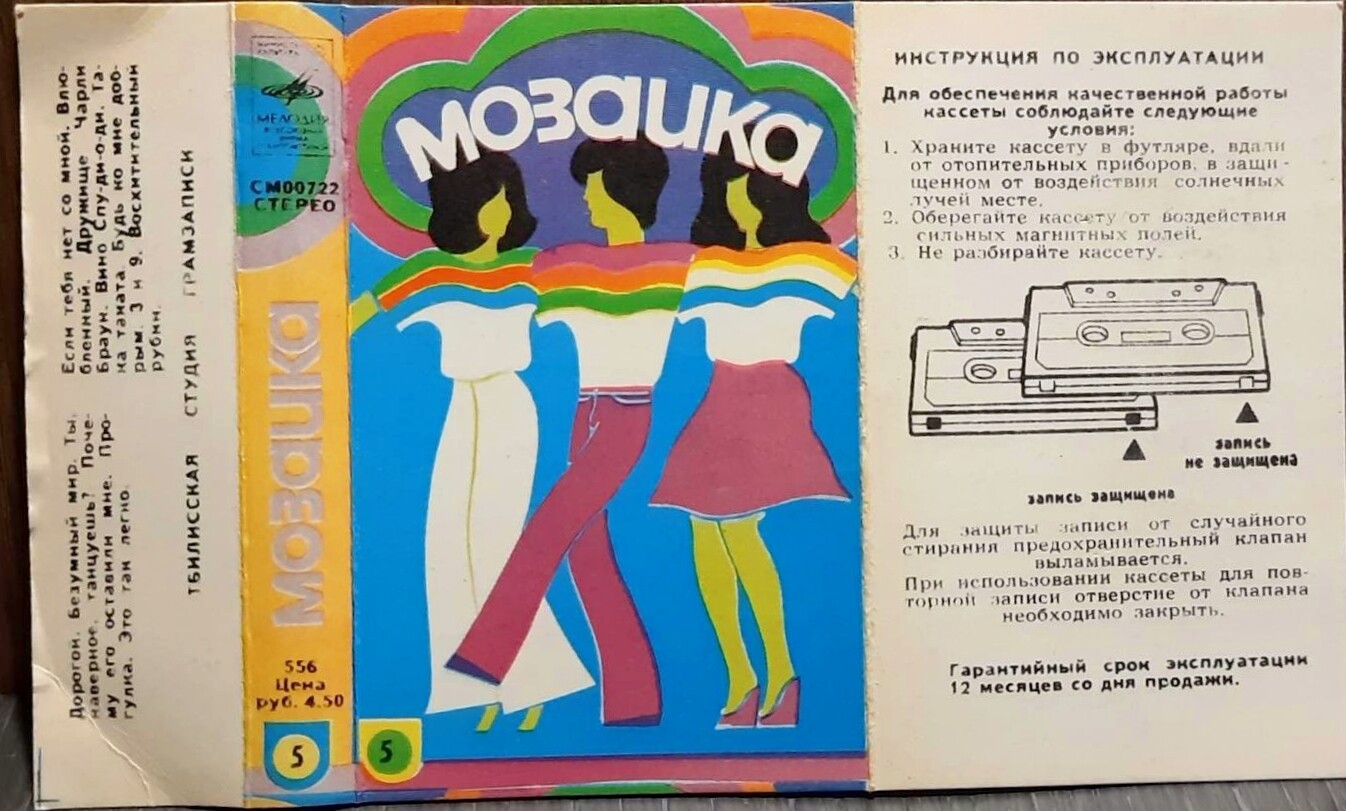 Дорогой. Безумный мир. Ты,
наверное, танцуешь? Поче-
му его оставили мне. Про-
гулка. Это так легко.
Если тебя нет со мной. Влю-
бленный. Дружище Чарли
Браун. Вино Спу-ди-о-ди. Та-
ка тамата. Будь ко мне доб-
рым. 3 и 9. Восхитительный
рубин.
ТБИЛИССКАЯ СТУДИЯ ГРАМЗАПИСИ
МЕЛОДИЯ
СМ00722
СТЕРЕО
мозаика
556
Цена
руб. 4.50
5
мозаика
5
ИНСТРУКЦИЯ ПО ЭКСПЛУАТАЦИИ
Для обеспечения качественной работы
кассеты соблюдайте следующие
условия:
1. Храните кассету в футляре, вдали
от отопительных приборов, в защи-
щенном от воздействия солнечных
лучей месте.
2. Оберегайте кассету от воздействия
сильных магнитных полей.
3. Не разбирайте кассету.
запись
не защищена
запись защищена
Для защиты записи от случайного
стирания предохранительный клапан
выламывается.
При использовании кассеты для пов-
торной записи отверстие от клапана
необходимо закрыть.
Гарантийный срок эксплуатации
12 месяцев со дня продажи.